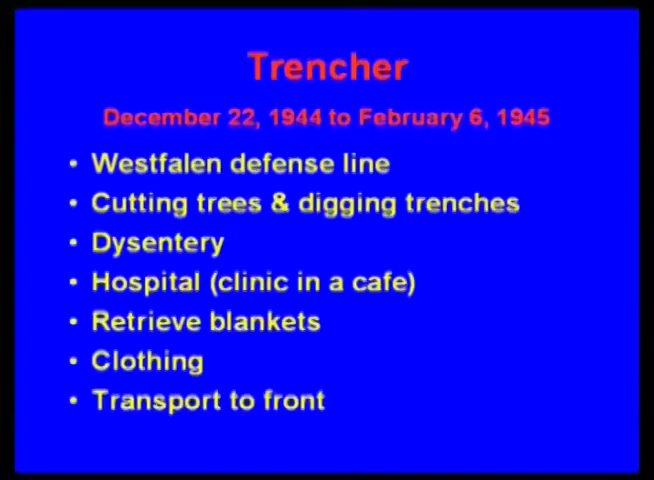 Trencher
December 22, 1944 to February 6, 1945
• Westfalen defense line
• Cutting trees & digging trenches
• Dysentery
• Hospital (clinic in a cafe)
• Retrieve blankets
• Clothing
• Transport to front